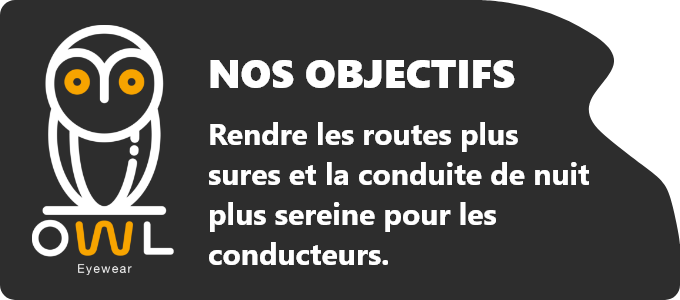 NOS OBJECTIFS
Rendre les routes plus
sures et la conduite de nuit
plus sereine pour les
conducteurs.
OWL
Eyewear